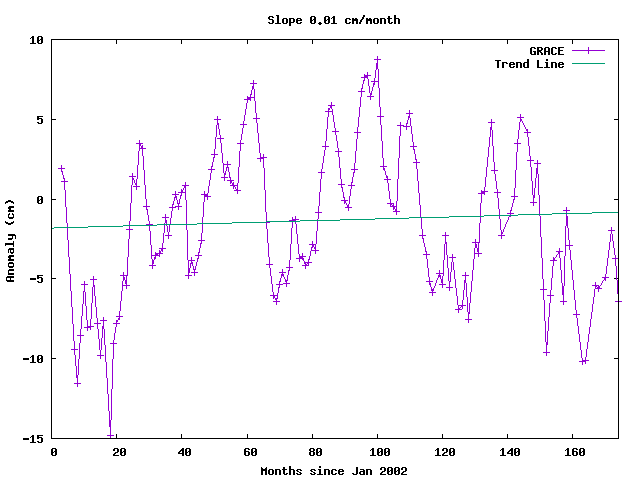 Slope 0.01 cm/month
GRACE
Trend Line
10
5
0
-5
-10
-15
Anomaly (cm)
0 20 40 60 80 100 120 140 160
Months since Jan 2002